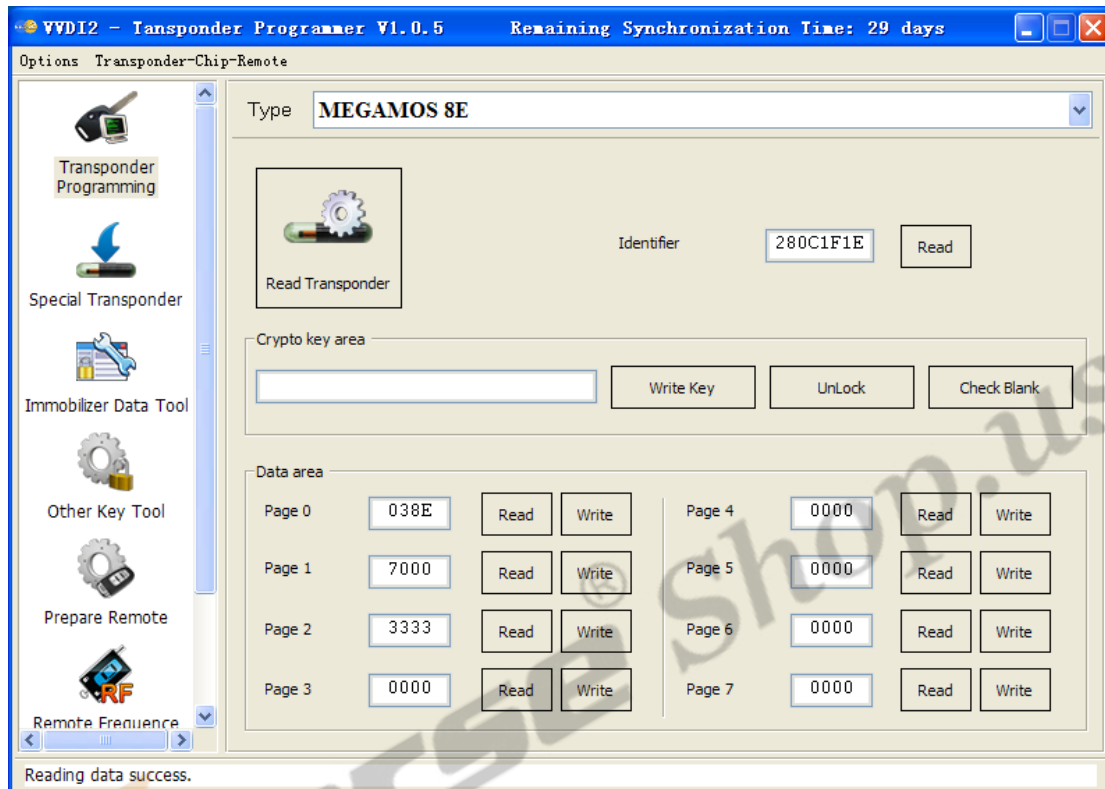 VVDI2 - Tansponder Programmer V1.0.5 Remaining Synchronization Time: 29 days
Options Transponder-Chip-Remote
Transponder
Programming
Special Transponder
Immobilizer Data Tool
Other Key Tool
Prepare Remote
RF
Remote Frequence
Type MEGAMOS 8E
Read Transponder
Identifier 280C1F1E Read
Crypto key area
Write Key UnLock Check Blank
Data area
Page 0 038E Read Write Page 4 0000 Read Write
Page 1 7000 Read Write Page 5 0000 Read Write
Page 2 3333 Read Write Page 6 0000 Read Write
Page 3 0000 Read Write Page 7 0000 Read Write
Reading data success.
® Shop.us